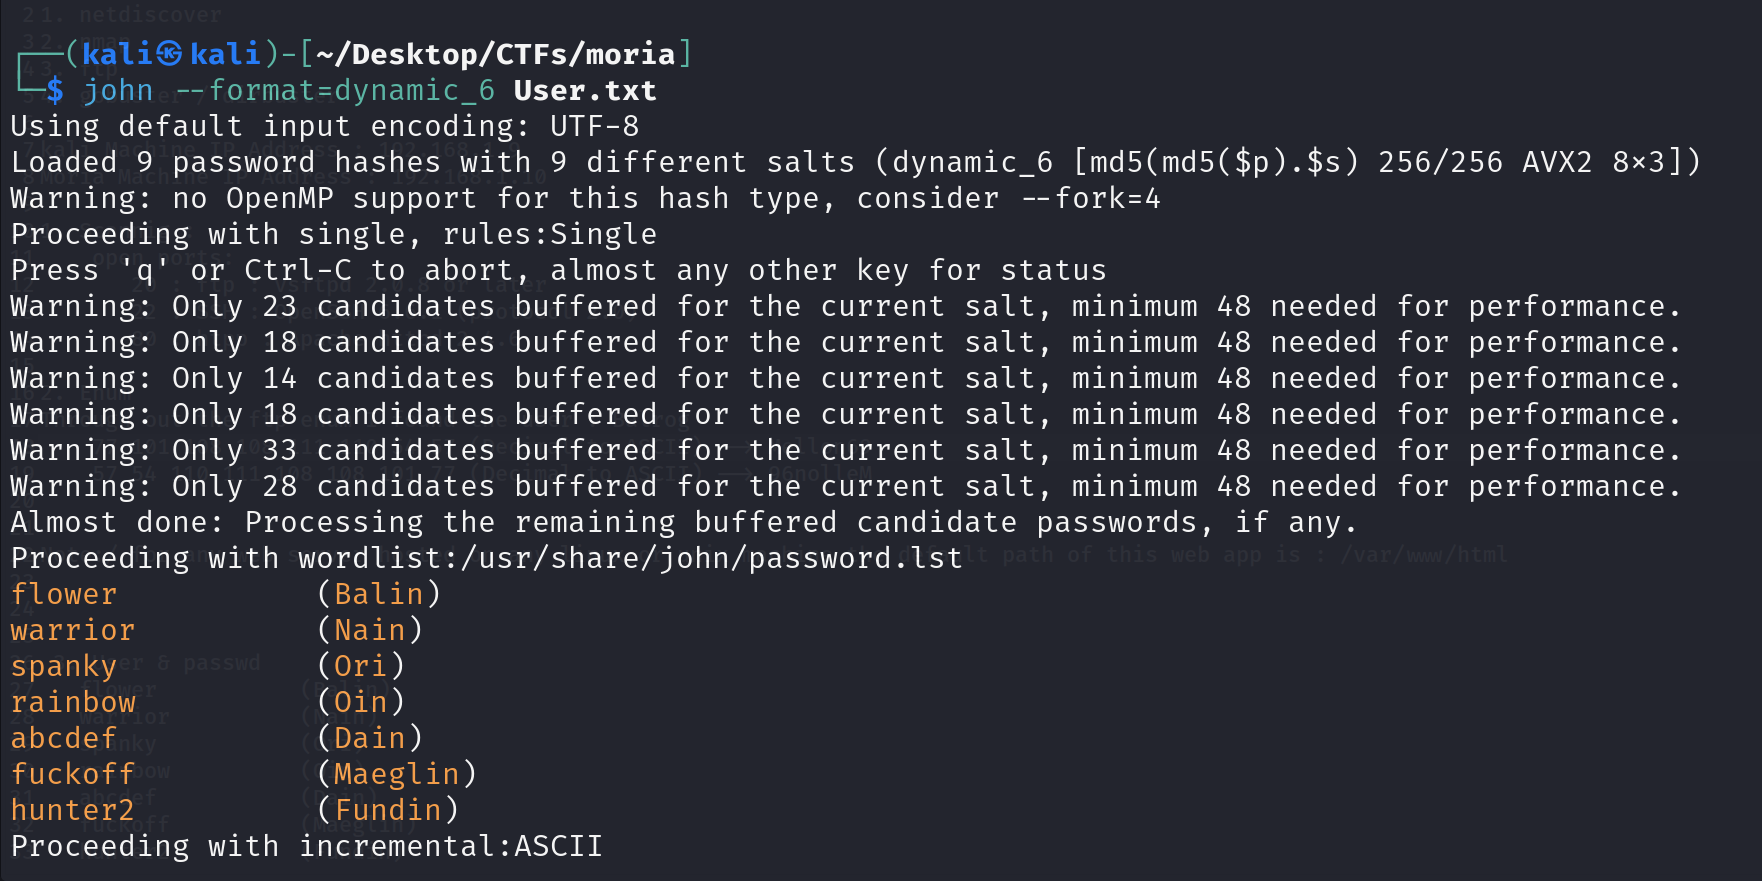 ┌──(kali㉿kali)-[~/Desktop/CTFs/moria]
└─$ john --format=dynamic_6 User.txt
Using default input encoding: UTF-8
Loaded 9 password hashes with 9 different salts (dynamic_6 [md5(md5($p).$s) 256/256 AVX2 8×3])
Warning: no OpenMP support for this hash type, consider --fork=4
Proceeding with single, rules:Single
Press 'q' or Ctrl-C to abort, almost any other key for status
Warning: Only 23 candidates buffered for the current salt, minimum 48 needed for performance.
Warning: Only 18 candidates buffered for the current salt, minimum 48 needed for performance.
Warning: Only 14 candidates buffered for the current salt, minimum 48 needed for performance.
Warning: Only 18 candidates buffered for the current salt, minimum 48 needed for performance.
Warning: Only 33 candidates buffered for the current salt, minimum 48 needed for performance.
Warning: Only 28 candidates buffered for the current salt, minimum 48 needed for performance.
Almost done: Processing the remaining buffered candidate passwords, if any.
Proceeding with wordlist:/usr/share/john/password.lst
flower (Balin)
warrior (Nain)
spanky (Ori)
rainbow (Oin)
abcdef (Dain)
fuckoff (Maeglin)
hunter2 (Fundin)
Proceeding with incremental:ASCII